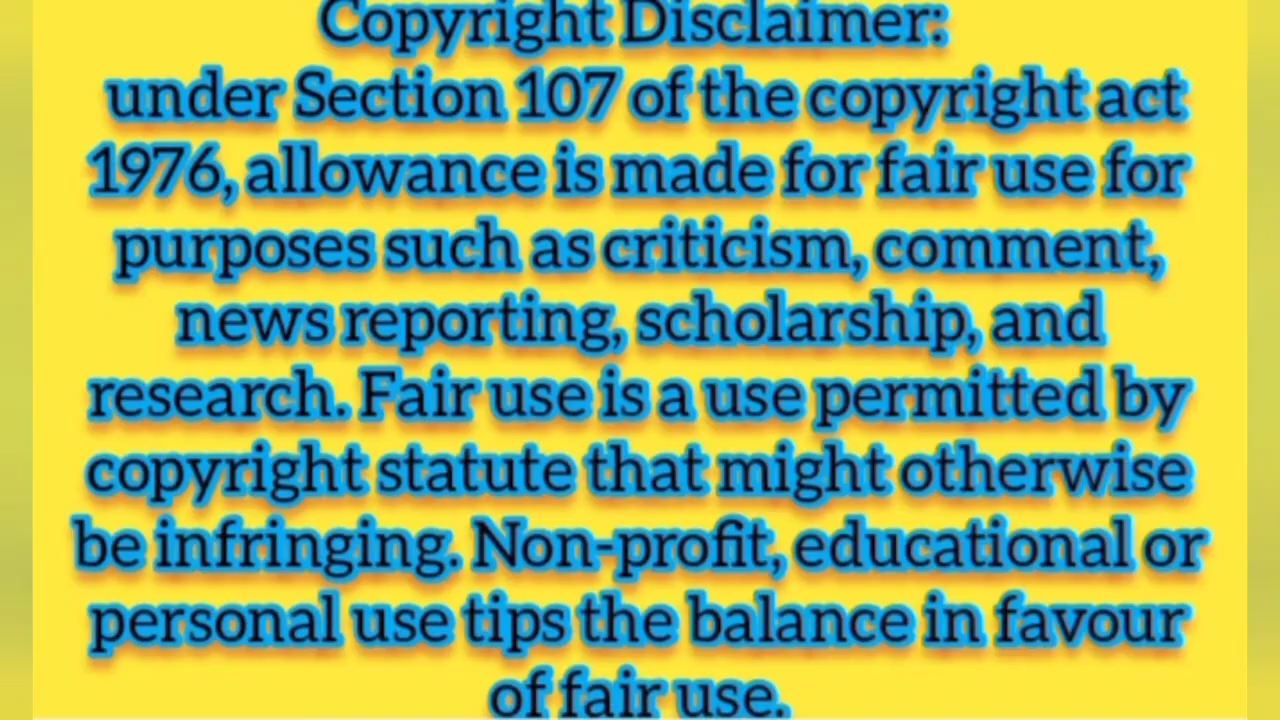 Copyright Disclaimer:
under Section 107 of the copyright act
1976, allowance is made for fair use for
purposes such as criticism, comment,
news reporting, scholarship, and
research. Fair use is a use permitted by
copyright statute that might otherwise
be infringing. Non-profit, educational or
personal use tips the balance in favour
of fair use.